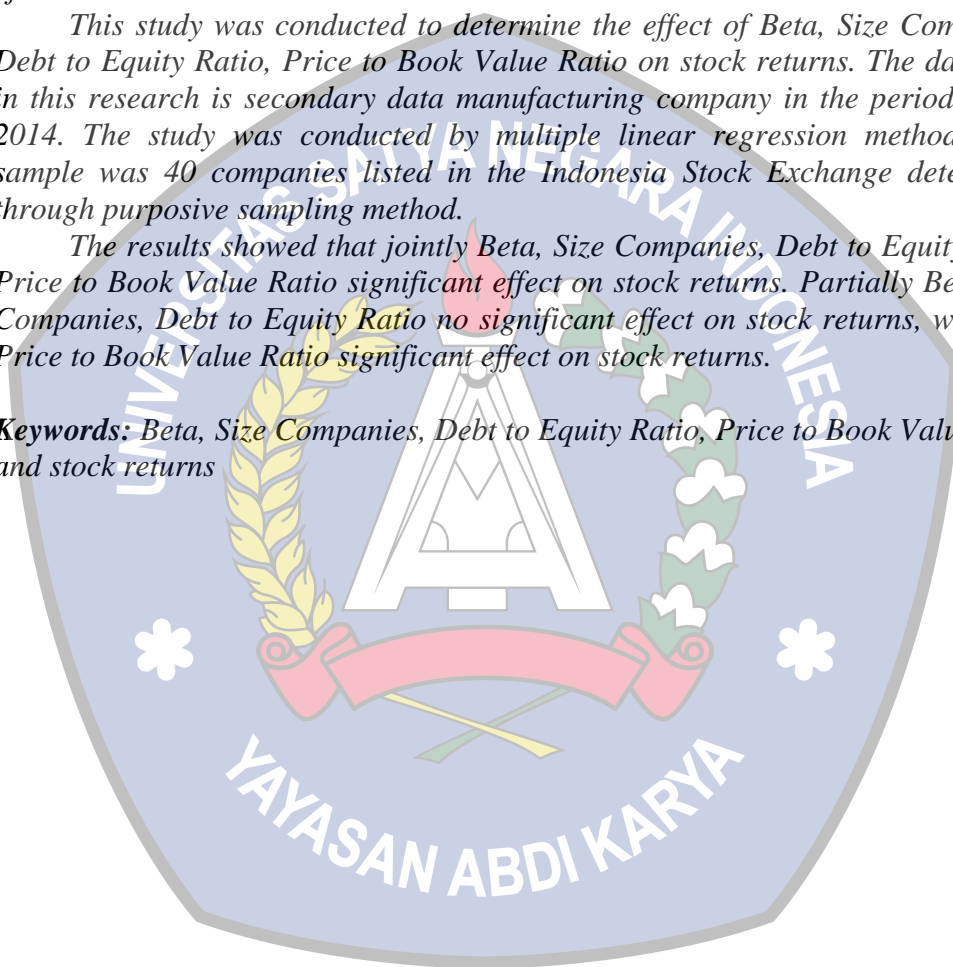 This study was conducted to determine the effect of Beta, Size Com
Debt to Equity Ratio, Price to Book Value Ratio on stock returns. The da
in this research is secondary data manufacturing company in the period
2014. The study was conducted by multiple linear regression method
sample was 40 companies listed in the Indonesia Stock Exchange dete
through purposive sampling method.
The results showed that jointly Beta, Size Companies, Debt to Equity
Price to Book Value Ratio significant effect on stock returns. Partially Be
Companies, Debt to Equity Ratio no significant effect on stock returns, w
Price to Book Value Ratio significant effect on stock returns.
Keywords: Beta, Size Companies, Debt to Equity Ratio, Price to Book Valu
and stock returns
UNIVERSITAS SATYA NEGARA INDONESIA
YAYASAN ABDI KARYA